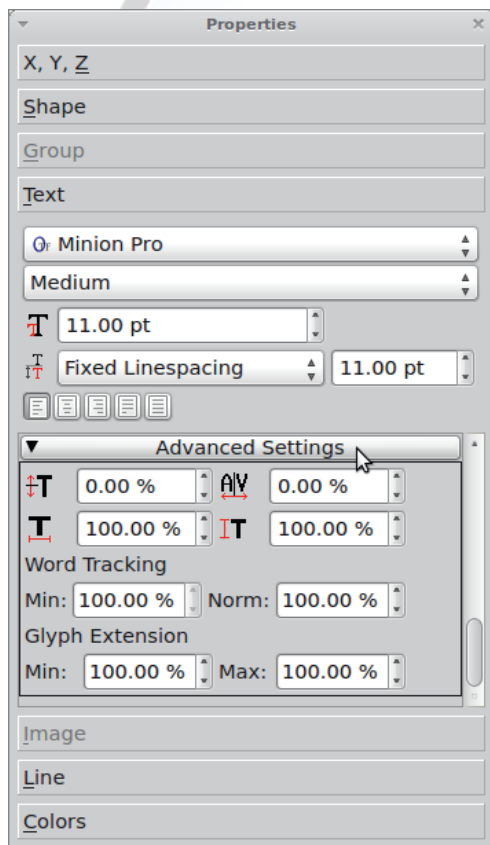 Properties
X, Y, Z
Shape
Group
Text
Minion Pro
Medium
11.00 pt
Fixed Linespacing 11.00 pt
Advanced Settings
T 0.00 % A|V 0.00 %
T 100.00 % T 100.00 %
Word Tracking
Min: 100.00 % Norm: 100.00 %
Glyph Extension
Min: 100.00 % Max: 100.00 %
Image
Line
Colors